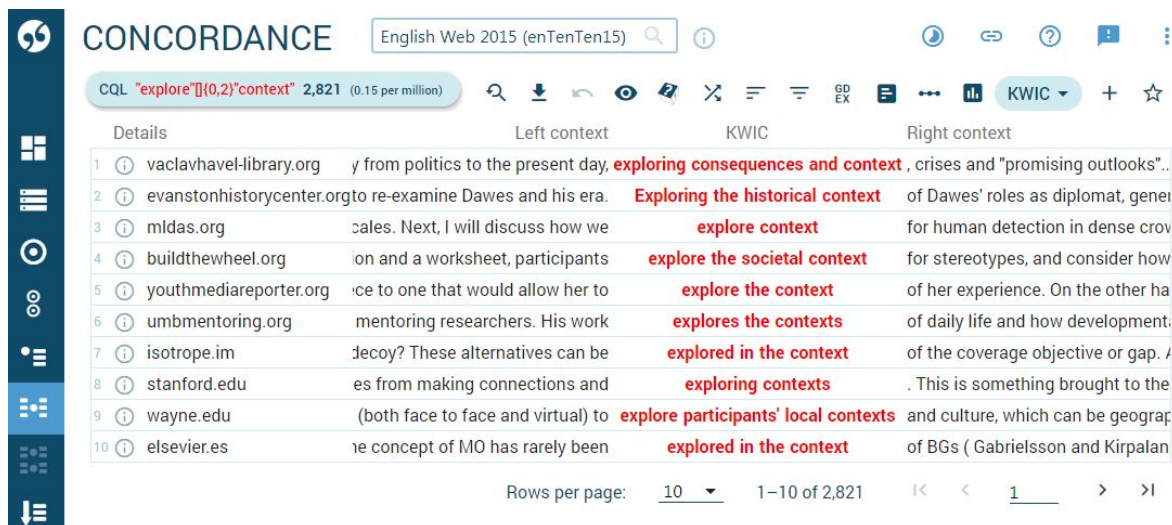 CONCORDANCE English Web 2015 (enTenTen15)
CQL "explore"[]{0,2}"context" 2,821 (0.15 per million) GD EX KWIC
Details Left context KWIC Right context
1 vaclavhavel-library.org y from politics to the present day, exploring consequences and context , crises and "promising outlooks"..
2 evanstonhistorycenter.org to re-examine Dawes and his era. Exploring the historical context of Dawes' roles as diplomat, gener
3 mldas.org cales. Next, I will discuss how we explore context for human detection in dense crow
4 buildthewheel.org ion and a worksheet, participants explore the societal context for stereotypes, and consider how
5 youthmediareporter.org ece to one that would allow her to explore the context of her experience. On the other ha
6 umbmentoring.org mentoring researchers. His work explores the contexts of daily life and how development
7 isotrope.im decoy? These alternatives can be explored in the context of the coverage objective or gap. A
8 stanford.edu es from making connections and exploring contexts . This is something brought to the
9 wayne.edu (both face to face and virtual) to explore participants' local contexts and culture, which can be geograp
10 elsevier.es ne concept of MO has rarely been explored in the context of BGs ( Gabrielsson and Kirpalan
Rows per page: 10 1–10 of 2,821 1